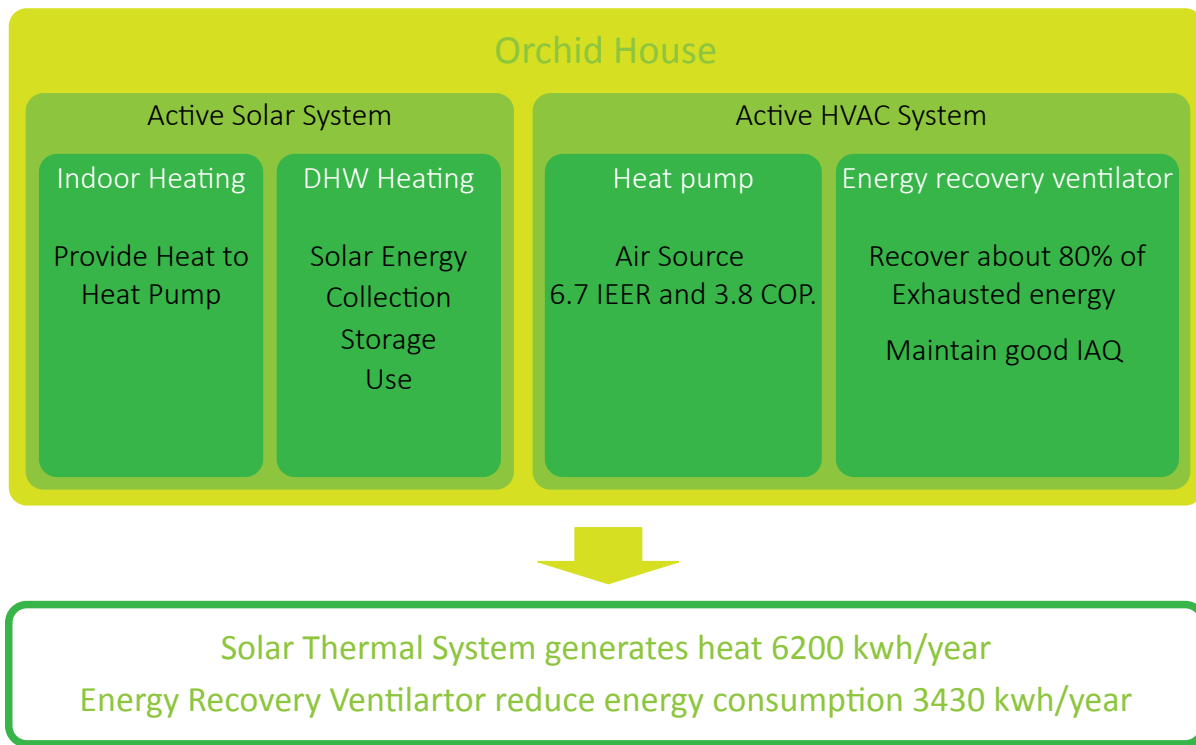 Orchid House
Active Solar System
Indoor Heating
Provide Heat to
Heat Pump
DHW Heating
Solar Energy
Collection
Storage
Use
Active HVAC System
Heat pump
Air Source
6.7 IEER and 3.8 COP.
Energy recovery ventilator
Recover about 80% of
Exhausted energy
Maintain good IAQ
Solar Thermal System generates heat 6200 kwh/year
Energy Recovery Ventilartor reduce energy consumption 3430 kwh/year